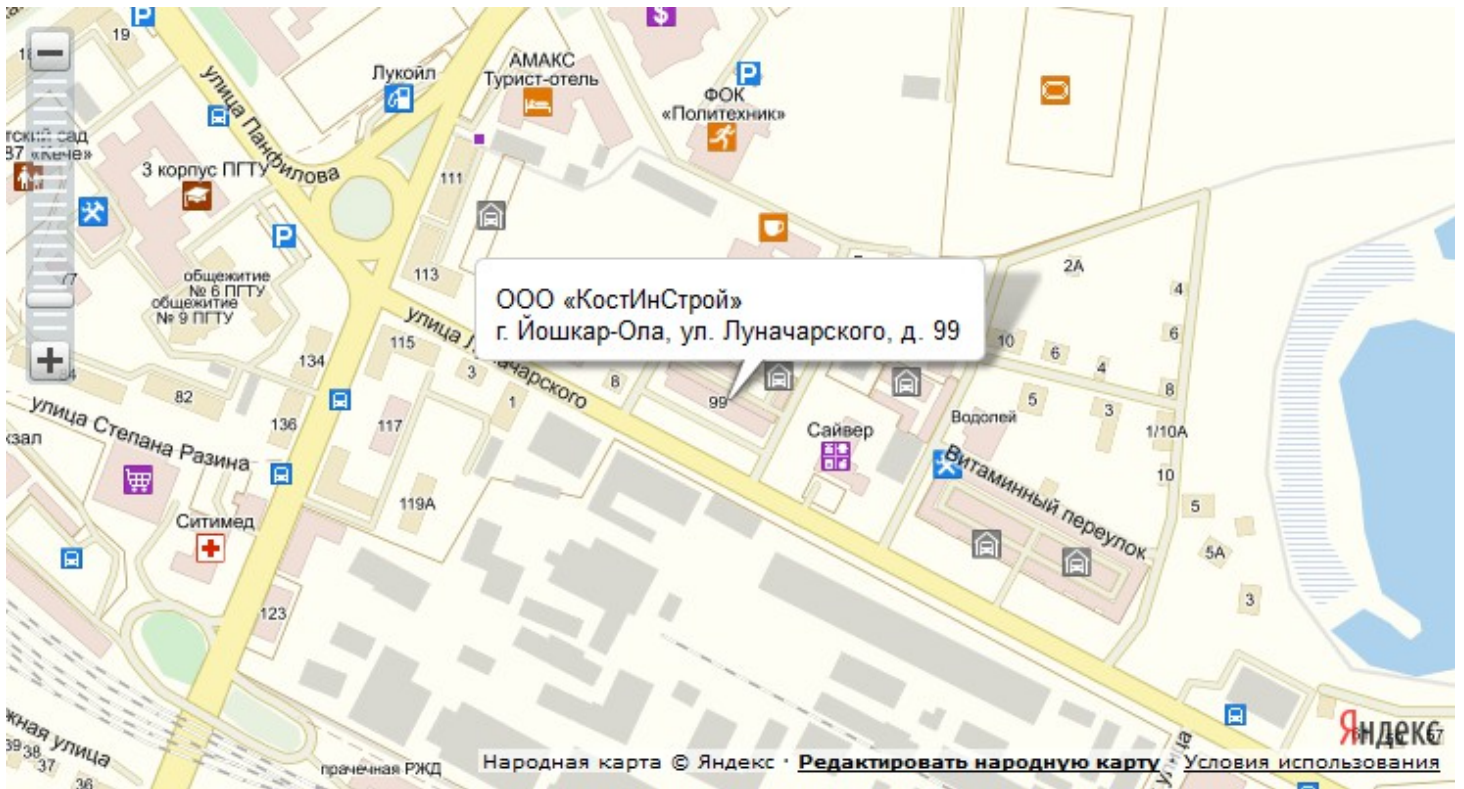 19
Лукойл
АМАКС
Турист-отель
ФОК
«Политехник»
улица Панфилова
87 «Кече»
3 корпус ПГТУ
111
113
2А
4
общежитие
№ 6 ПГТУ
общежитие
№ 9 ПГТУ
ООО «КостИнСтрой»
г. Йошкар-Ола, ул. Луначарского, д. 99
115
134
3
8
1
10
6
4
6
8
82
136
117
99
5
3
Водолей
1/10А
улица Степана Разина
Сайвер
Витаминный переулок
10
119А
Ситимед
5
5А
3
123
39
38
37
36
прачечная РЖД
Яндекс
Народная карта © Яндекс · Редактировать народную карту Условия использования